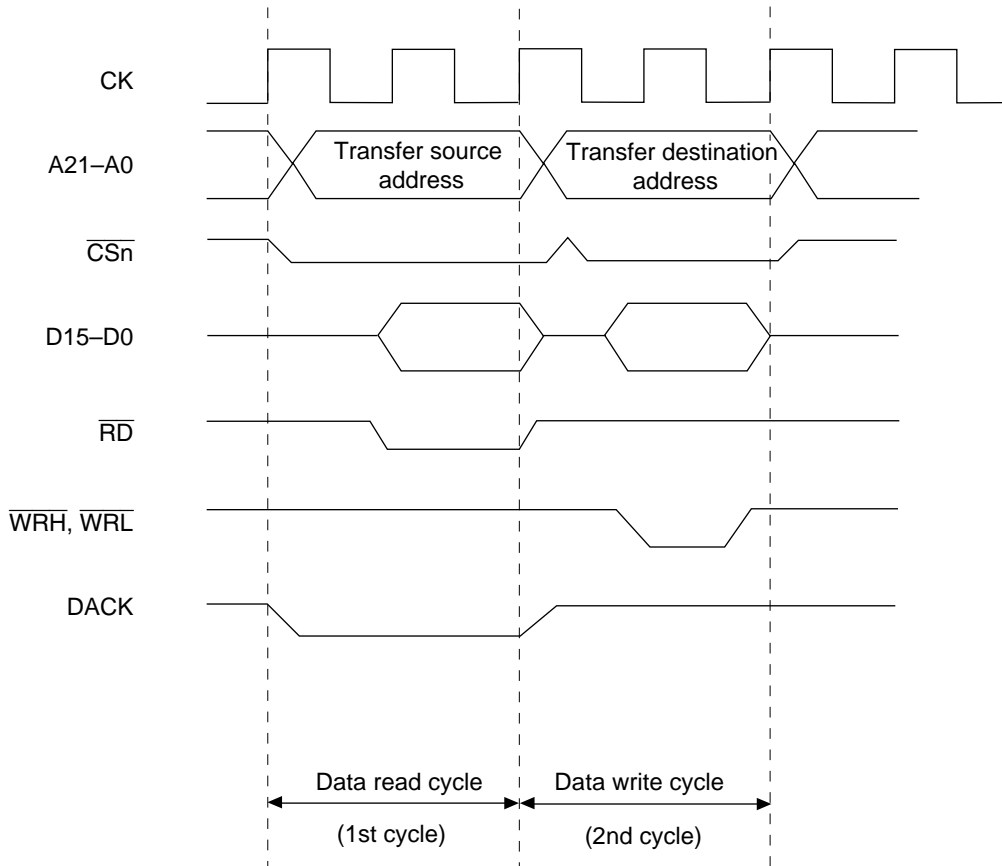 CK
A21–A0
Transfer source
address
Transfer destination
address
CSn
D15–D0
RD
WRH, WRL
DACK
Data read cycle
(1st cycle)
Data write cycle
(2nd cycle)